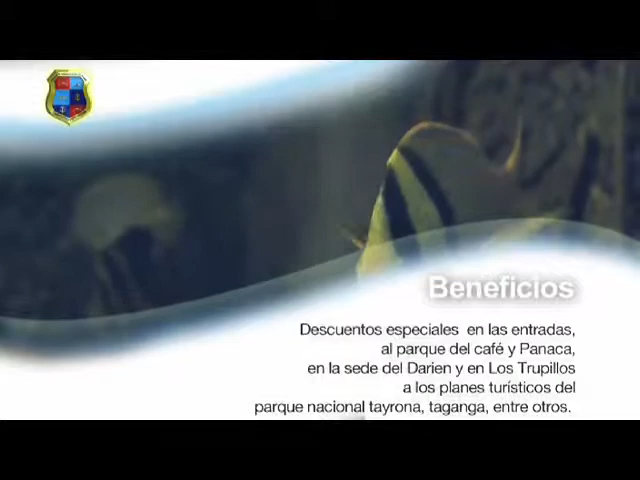 Beneficios
Descuentos especiales en las entradas,
al parque del café y Panaca,
en la sede del Darien y en Los Trupillos
a los planes turísticos del
parque nacional tayrona, taganga, entre otros.